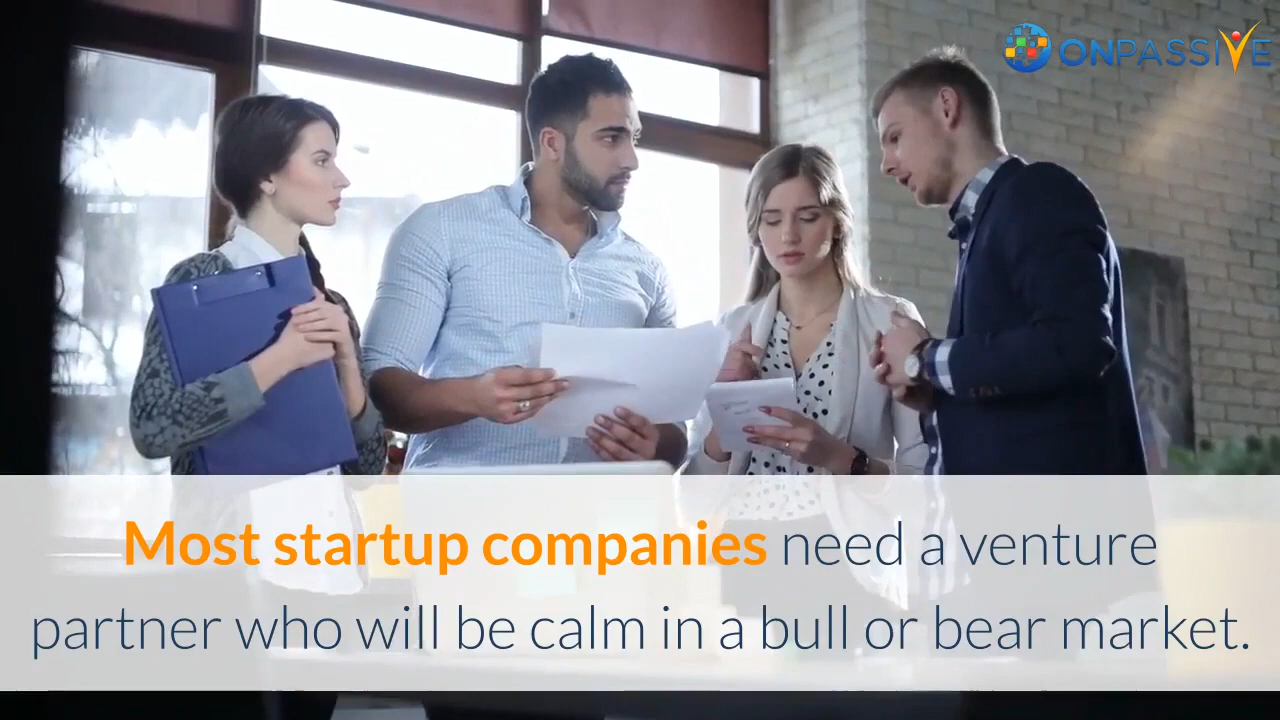 ONPASSIVE
Most startup companies need a venture
partner who will be calm in a bull or bear market.